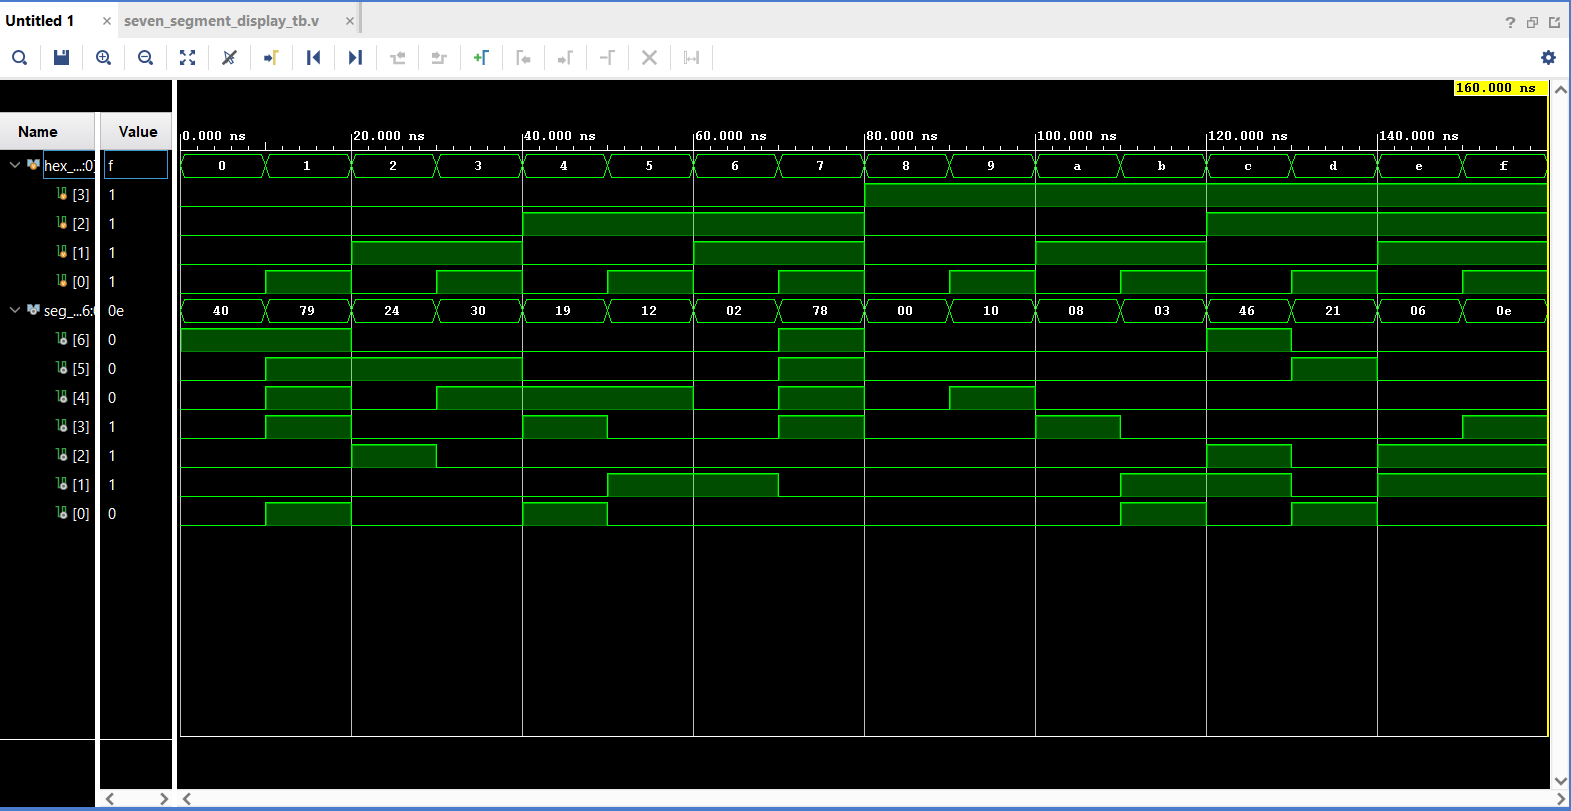 Untitled 1 × seven_segment_display_tb.v ×
?
160.000 ns
Name Value
0.000 ns 20.000 ns 40.000 ns 60.000 ns 80.000 ns 100.000 ns 120.000 ns 140.000 ns
hex_...:0] f 0 1 2 3 4 5 6 7 8 9 a b c d e f
[3] 1
[2] 1
[1] 1
[0] 1
seg_...6:0 0e 40 79 24 30 19 12 02 78 00 10 08 03 46 21 06 0e
[6] 0
[5] 0
[4] 0
[3] 1
[2] 1
[1] 1
[0] 0